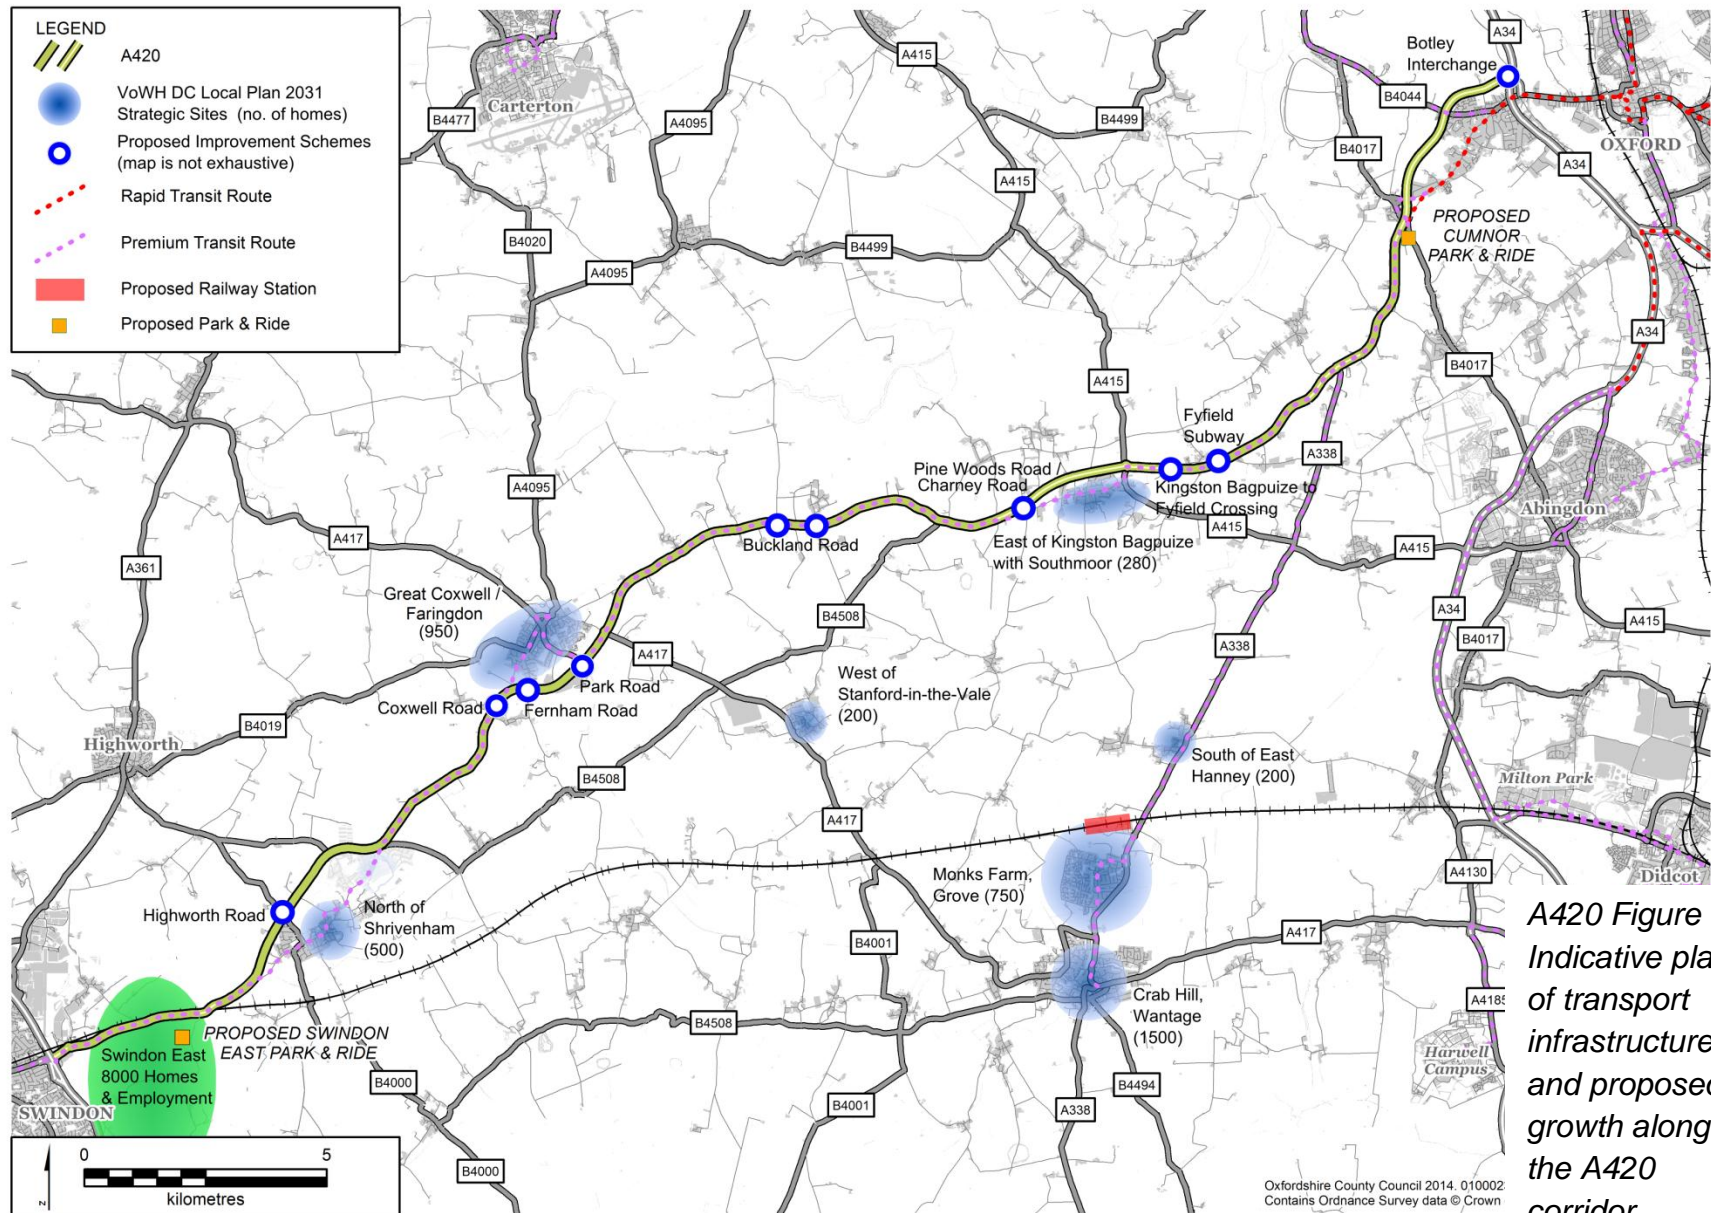 LEGEND
A420
VoWH DC Local Plan 2031
Strategic Sites (no. of homes)
Proposed Improvement Schemes
(map is not exhaustive)
Rapid Transit Route
Premium Transit Route
Proposed Railway Station
Proposed Park & Ride
Carterton
B4477
A4095
A415
B4499
Botley
Interchange
A34
B4044
B4017
OXFORD
A34
A415
B4020
B4499
A4095
PROPOSED
CUMNOR
PARK & RIDE
A34
B4017
A415
Fyfield
Subway
A338
Pine Woods Road /
Charney Road
Kingston Bagpuize to
Fyfield Crossing
A4095
Abingdon
A415
A415
A417
Buckland Road
East of Kingston Bagpuize
with Southmoor (280)
A361
Great Coxwell /
Faringdon
(950)
B4508
A34
B4017
A415
A417
A338
Park Road
West of
Stanford-in-the-Vale
(200)
Coxwell Road
Fernham Road
B4019
Highworth
South of East
Hanney (200)
B4508
Milton Park
A417
Monks Farm,
Grove (750)
A4130
Didcot
Highworth Road
North of
Shrivenham
(500)
B4001
A417
Crab Hill,
Wantage
(1500)
A4185
B4508
PROPOSED SWINDON
EAST PARK & RIDE
Swindon East
8000 Homes
& Employment
Harwell
Campus
SWINDON
B4000
B4494
B4001
A338
B4000
0 5
kilometres
N
Oxfordshire County Council 2014. 010002
Contains Ordnance Survey data © Crown
A420 Figure
Indicative pla
of transport
infrastructure
and proposed
growth along
the A420
corridor